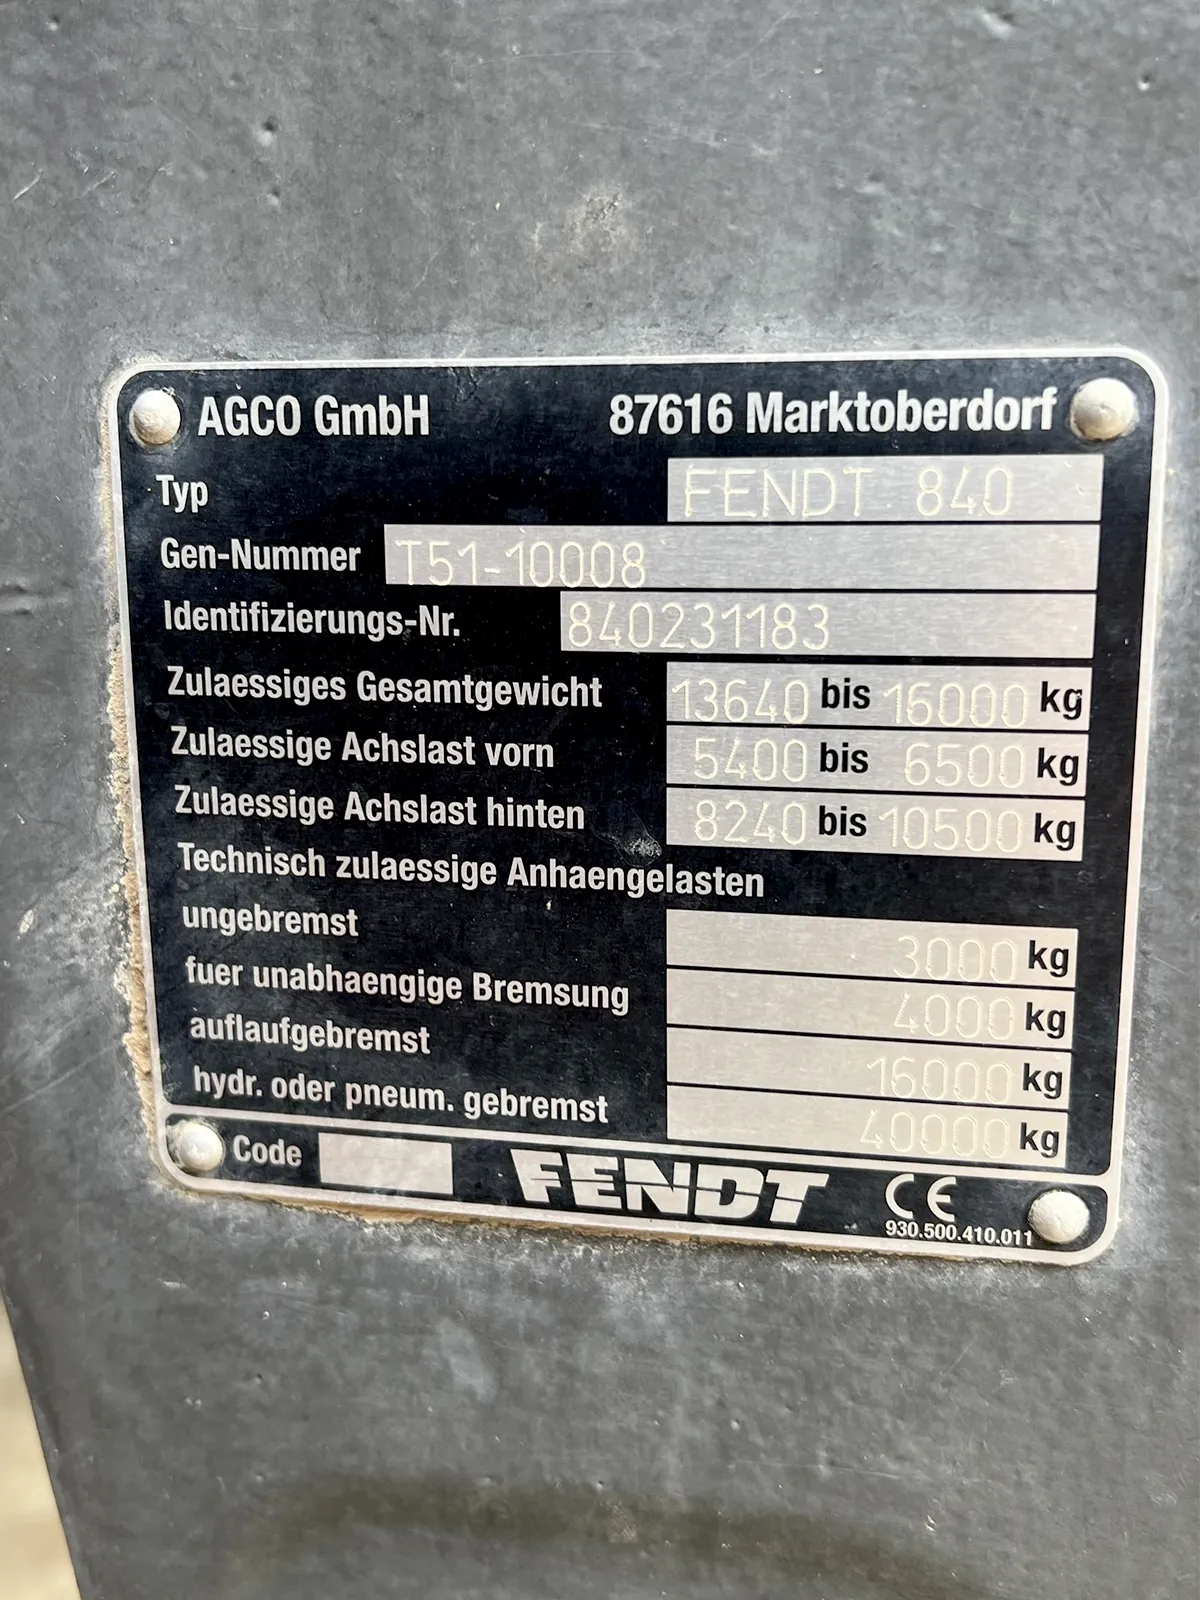 AGCO GmbH 87616 Marktoberdorf
Typ FENDT 840
Gen-Nummer T51-10008
Identifizierungs-Nr. 840231183
Zulaessiges Gesamtgewicht 13640 bis 16000 kg
Zulaessige Achslast vorn 5400 bis 6500 kg
Zulaessige Achslast hinten 8240 bis 10500 kg
Technisch zulaessige Anhaengelasten
ungebremst 3000 kg
fuer unabhaengige Bremsung 4000 kg
auflaufgebremst 16000 kg
hydr. oder pneum. gebremst 40000 kg
Code FENDT CE
930.500.410.011